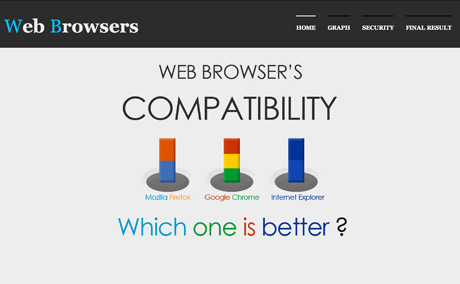 Web Browsers
HOME GRAPH SECURITY FINAL RESULT
WEB BROWSER'S
COMPATIBILITY
Mozilla Firefox Google Chrome Internet Explorer
Which one is better ?